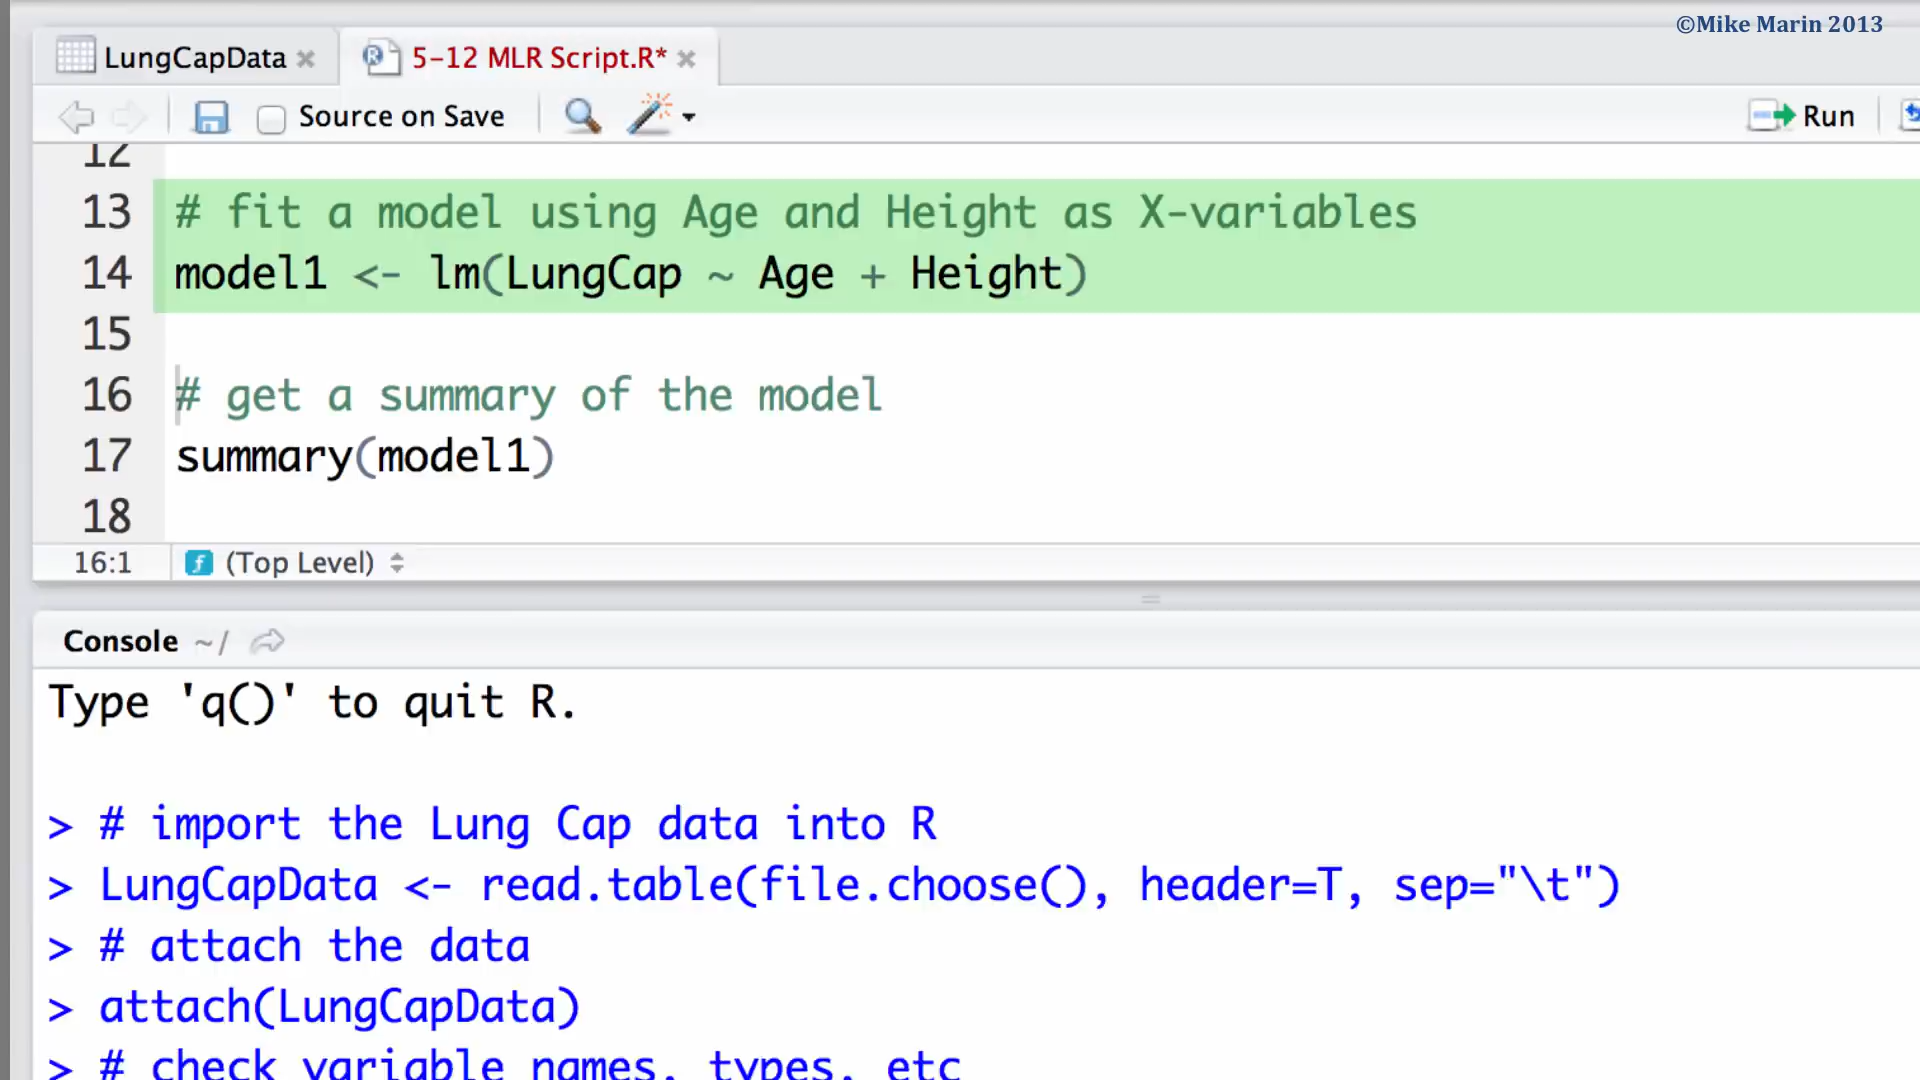 ©Mike Marin 2013
LungCapData
5-12 MLR Script.R*
Source on Save
Run
12
13 # fit a model using Age and Height as X-variables
14 model1 <- lm(LungCap ~ Age + Height)
15
16 # get a summary of the model
17 summary(model1)
18
16:1 (Top Level)
Console ~/
Type 'q()' to quit R.
> # import the Lung Cap data into R
> LungCapData <- read.table(file.choose(), header=T, sep="\t")
> # attach the data
> attach(LungCapData)
> # check variable names, types, etc